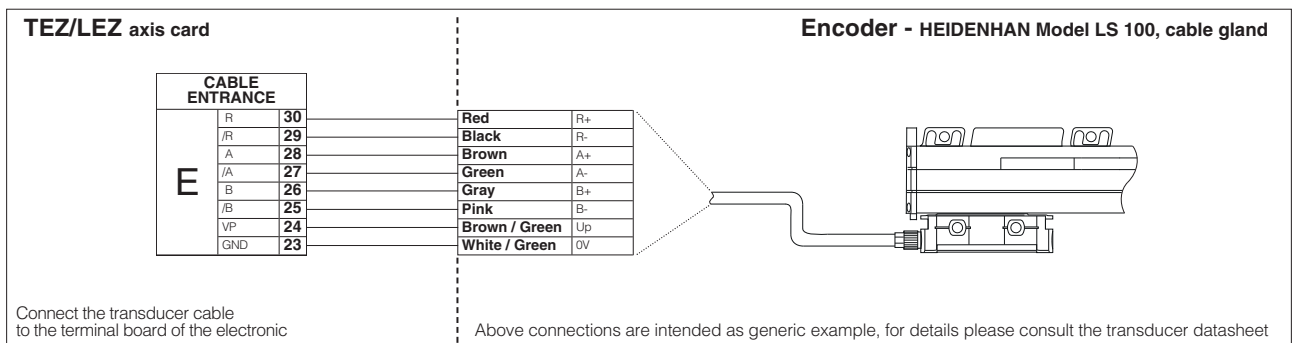 TEZ/LEZ axis card
Encoder - HEIDENHAN Model LS 100, cable gland
CABLE
ENTRANCE
E
R 30 Red R+
/R 29 Black R-
A 28 Brown A+
/A 27 Green A-
B 26 Gray B+
/B 25 Pink B-
VP 24 Brown / Green Up
GND 23 White / Green 0V
Connect the transducer cable
to the terminal board of the electronic
Above connections are intended as generic example, for details please consult the transducer datasheet